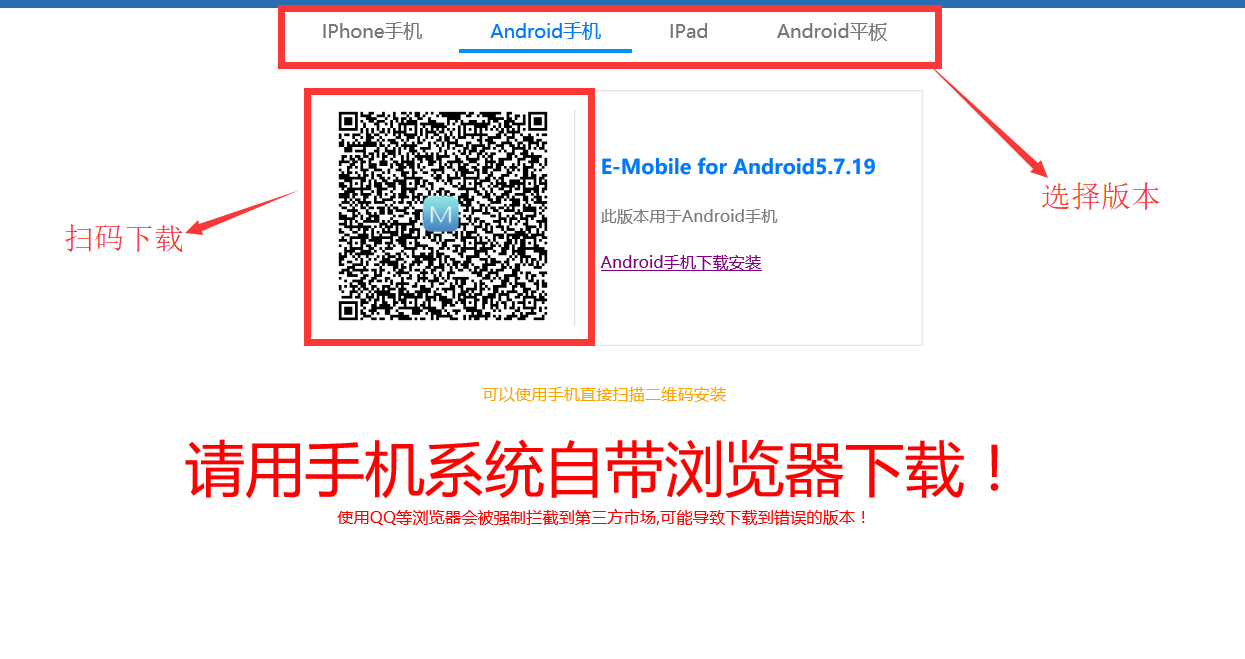 IPhone手机
Android手机
IPad
Android平板
选择版本
扫码下载
M
E-Mobile for Android5.7.19
此版本用于Android手机
Android手机下载安装
可以使用手机直接扫描二维码安装
请用手机系统自带浏览器下载！
使用QQ等浏览器会被强制拦截到第三方市场,可能导致下载到错误的版本！